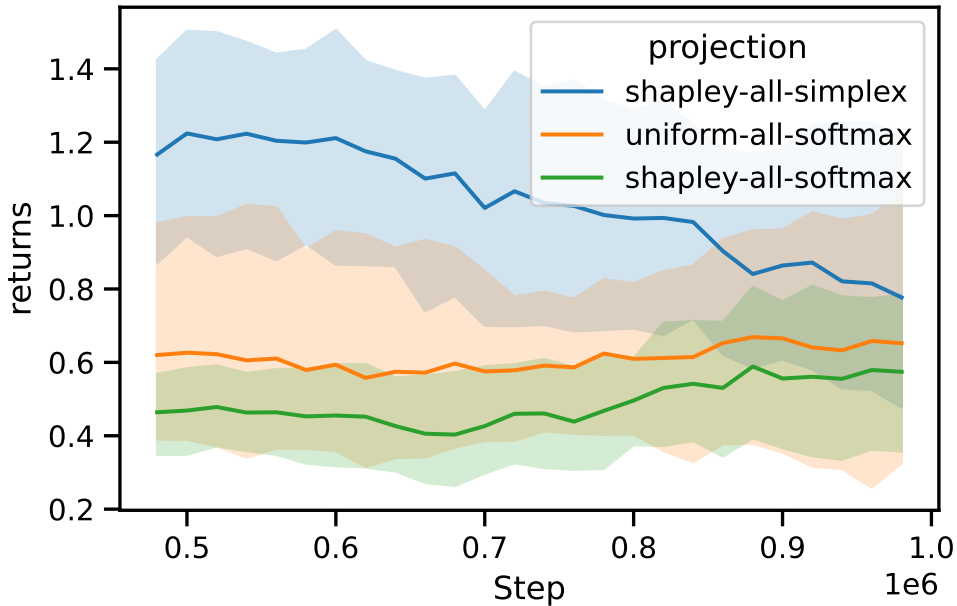 projection
shapley-all-simplex
uniform-all-softmax
shapley-all-softmax
returns
1.4
1.2
1.0
0.8
0.6
0.4
0.2
0.5 0.6 0.7 0.8 0.9 1.0
Step
1e6